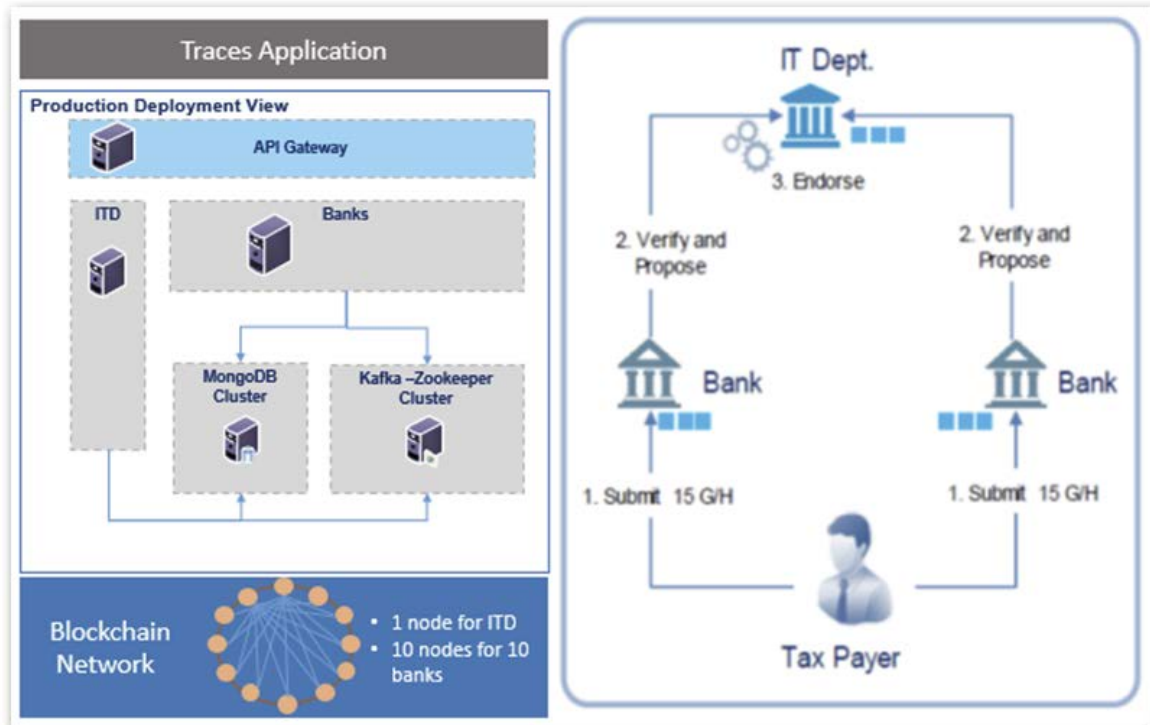 Traces Application
Production Deployment View
API Gateway
ITD
Banks
MongoDB
Cluster
Kafka –Zookeeper
Cluster
Blockchain
Network
• 1 node for ITD
• 10 nodes for 10
banks
IT Dept.
3. Endorse
2. Verify and
Propose
2. Verify and
Propose
Bank
Bank
1. Submit 15 G/H
1. Submit 15 G/H
Tax Payer